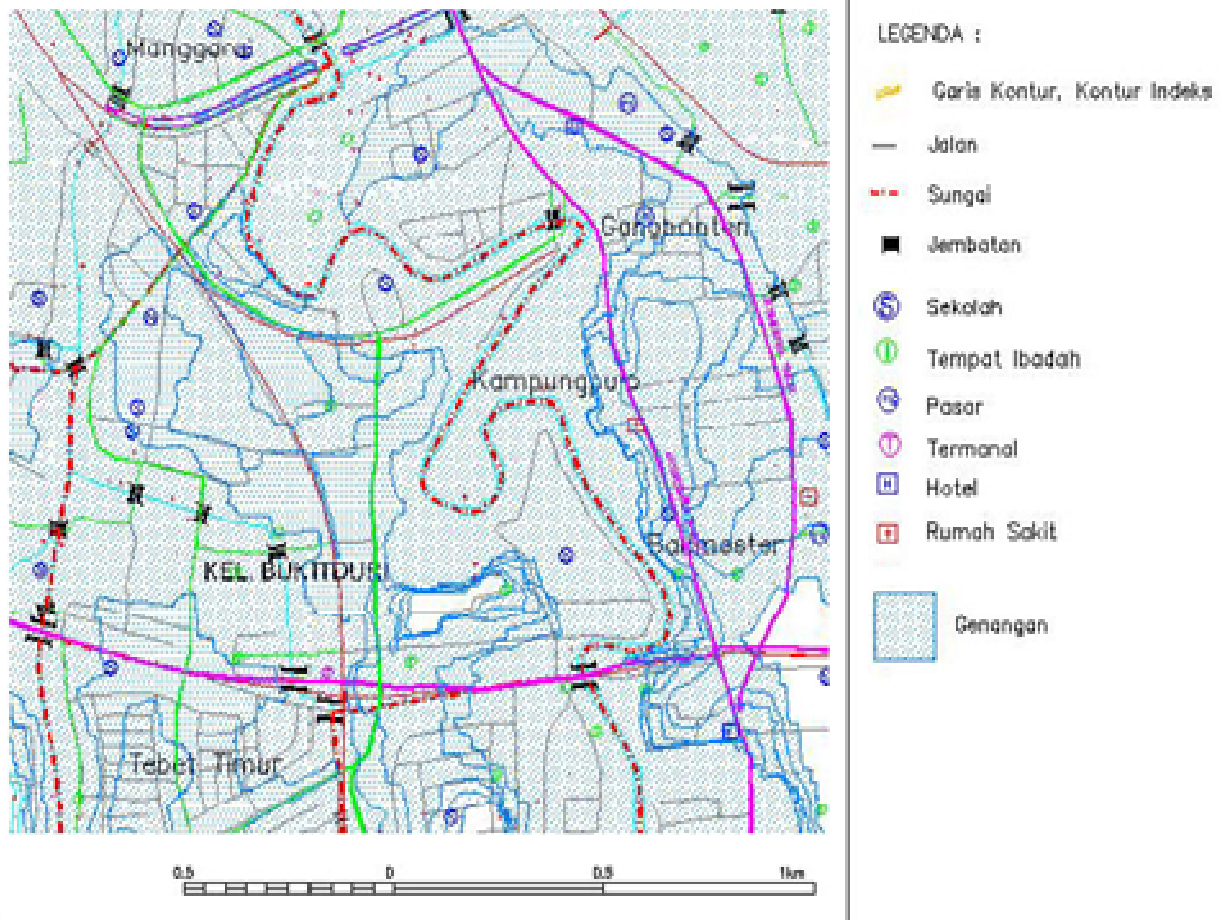 Manggarai
Gangbanten
Kampungpulo
KEL. BUKITDURI
Tebet Timur
0.5 0 0.5 1km
LEGENDA :
Garis Kontur, Kontur Indeks
Jalan
Sungai
Jembatan
S Sekolah
Tempat Ibadah
Pasar
T Termanal
H Hotel
Rumah Sakit
Genangan